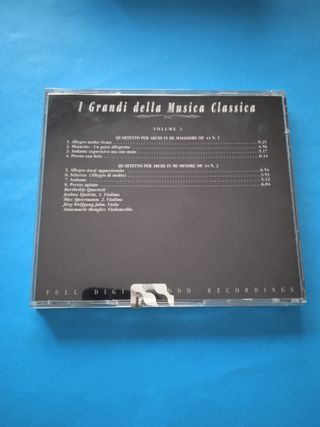 I Grandi della Musica Classica
VOLUME 3
QUARTETTO PER ARCHI IN RE MAGGIORE OP. 44 N. 1
1. Allegro molto vivace
2. Minuetto - Un poco allegretto
3. Andante espressivo ma con moto
4. Presto con brio
QUARTETTO PER ARCHI IN MI MINORE OP. 44 N. 2
5. Allegro assai appassionato
6. Scherzo (Allegro di molto)
7. Andante
8. Presto agitato
Bartholdy Quartett
Joshua Epstein, 1. Violino
Max Speermann, 2. Violino
Jörg-Wolfgang Jahn, Viola
Annemarie Dengler, Violoncello
FULL DDD RECORDINGS